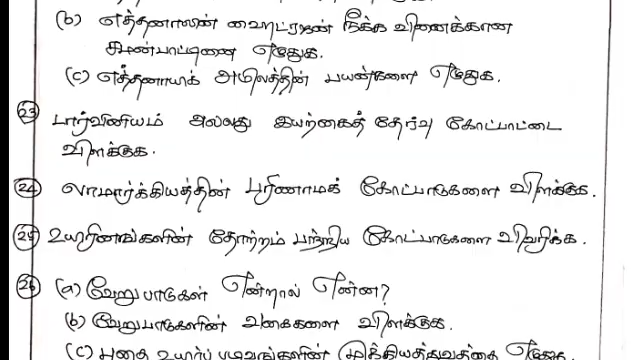 (b) எத்தனாலின் ஹைட்ரஜன் நீக்க வினைக்கான
சமன்பாட்டினை எழுதுக.
(c) எத்தனாயிக் அமிலத்தின் பயன்களை எழுதுக.
23 டார்வினியம் அல்லது இயற்கைத் தேர்வு கோட்பாட்டை
விளக்குக.
24 லாமார்க்கியத்தின் பரிணாமக் கோட்பாடுகளை விளக்குக.
25 உயிரினங்களின் தோற்றம் பற்றிய கோட்பாடுகளை விவரிக்க.
26 (a) வேறுபாடுகள் என்றால் என்ன?
(b) வேறுபாடுகளின் வகைகளை விளக்குக.
(c) புதை உயிர்ப் படிவங்களின் முக்கியத்துவத்தை எழுதுக.